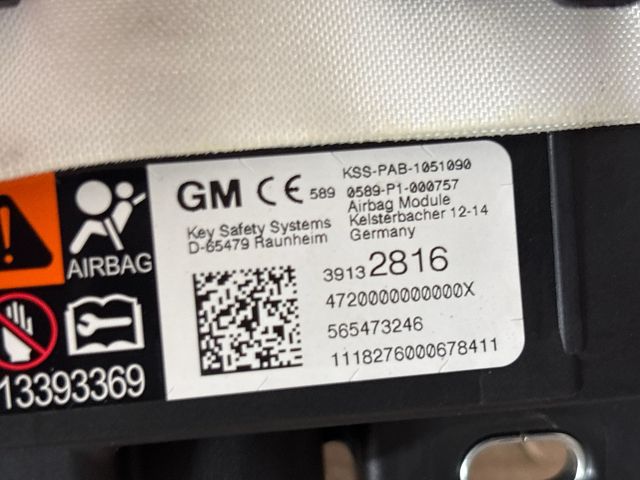 GM CE 589
KSS-PAB-1051090
0589-P1-000757
Airbag Module
Kelsterbacher 12-14
Germany
Key Safety Systems
D-65479 Raunheim
AIRBAG
3913 2816
4720000000000X
565473246
1118276000678411
13393369